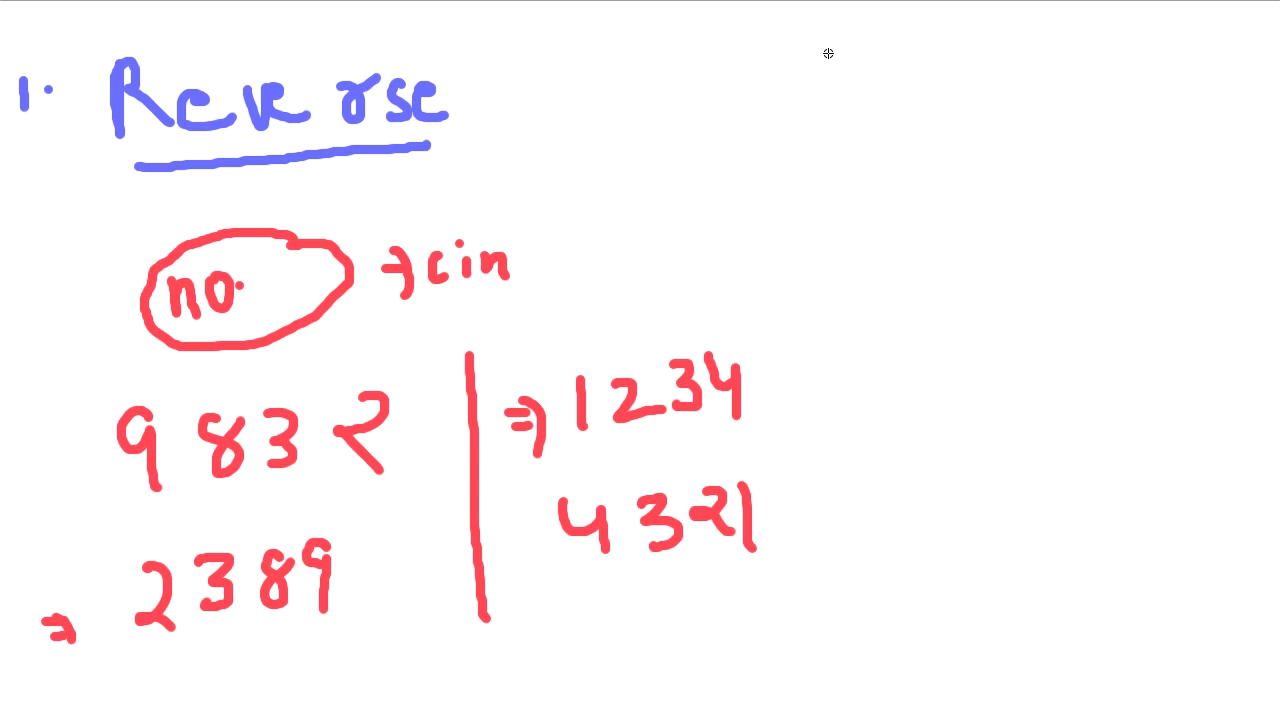 1. Reverse
no. → cin
9832
2389
⇒ 1234
4321
⇒